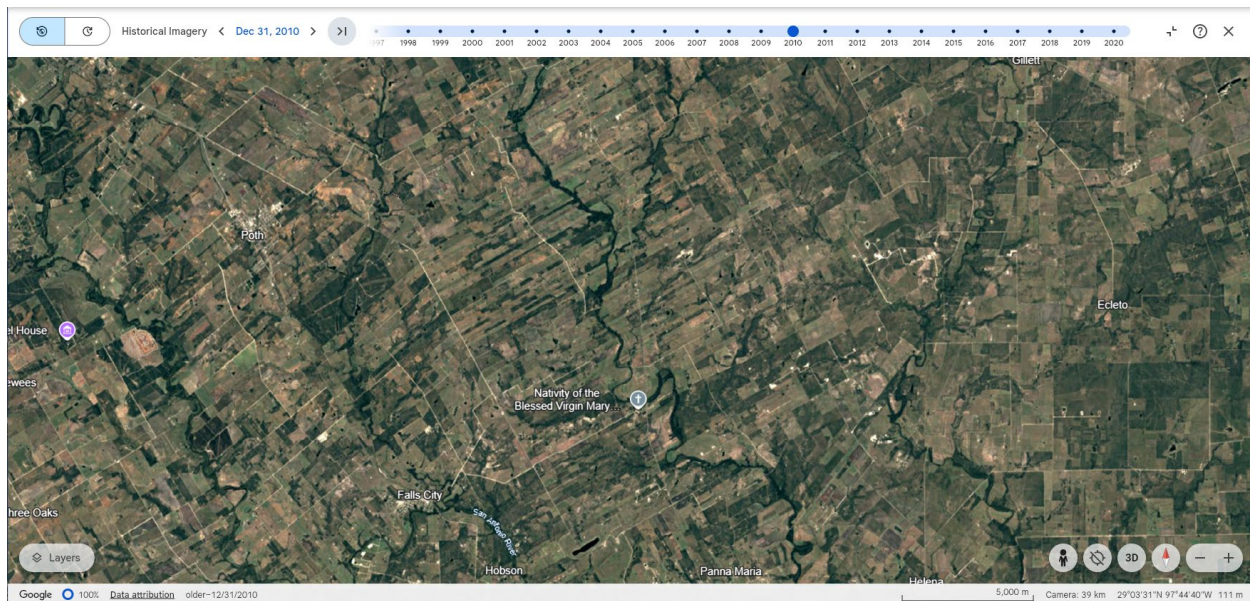 Historical Imagery
Dec 31, 2010
97 1998 1999 2000 2001 2002 2003 2004 2005 2006 2007 2008 2009 2010 2011 2012 2013 2014 2015 2016 2017 2018 2019 2020
Gillett
Poth
Ecleto
el House
ewees
Nativity of the
Blessed Virgin Mary ...
Falls City
San Antonio River
hree Oaks
Hobson
Panna Maria
Helena
Layers
3D
Google 100% Data attribution older–12/31/2010
5,000 m Camera: 39 km 29°03'31"N 97°44'40"W 111 m